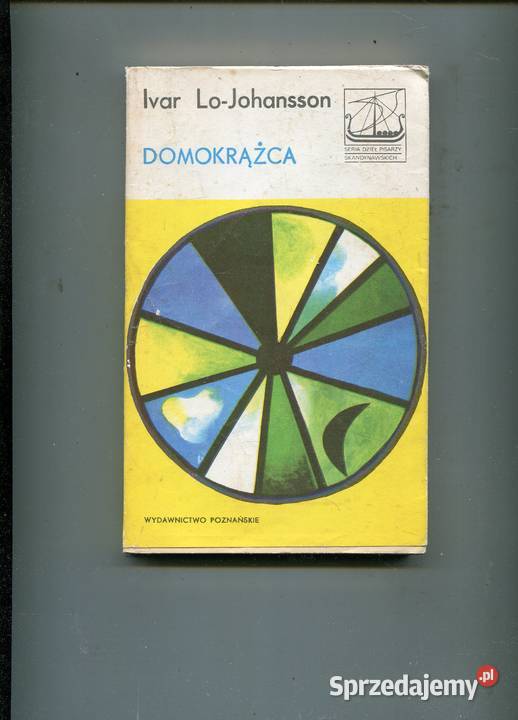 Ivar Lo-Johansson
SERIA DZIEŁ PISARZY
SKANDYNAWSKICH
DOMOKRĄŻCA
WYDAWNICTWO POZNAŃSKIE
Sprzedajemy.pl